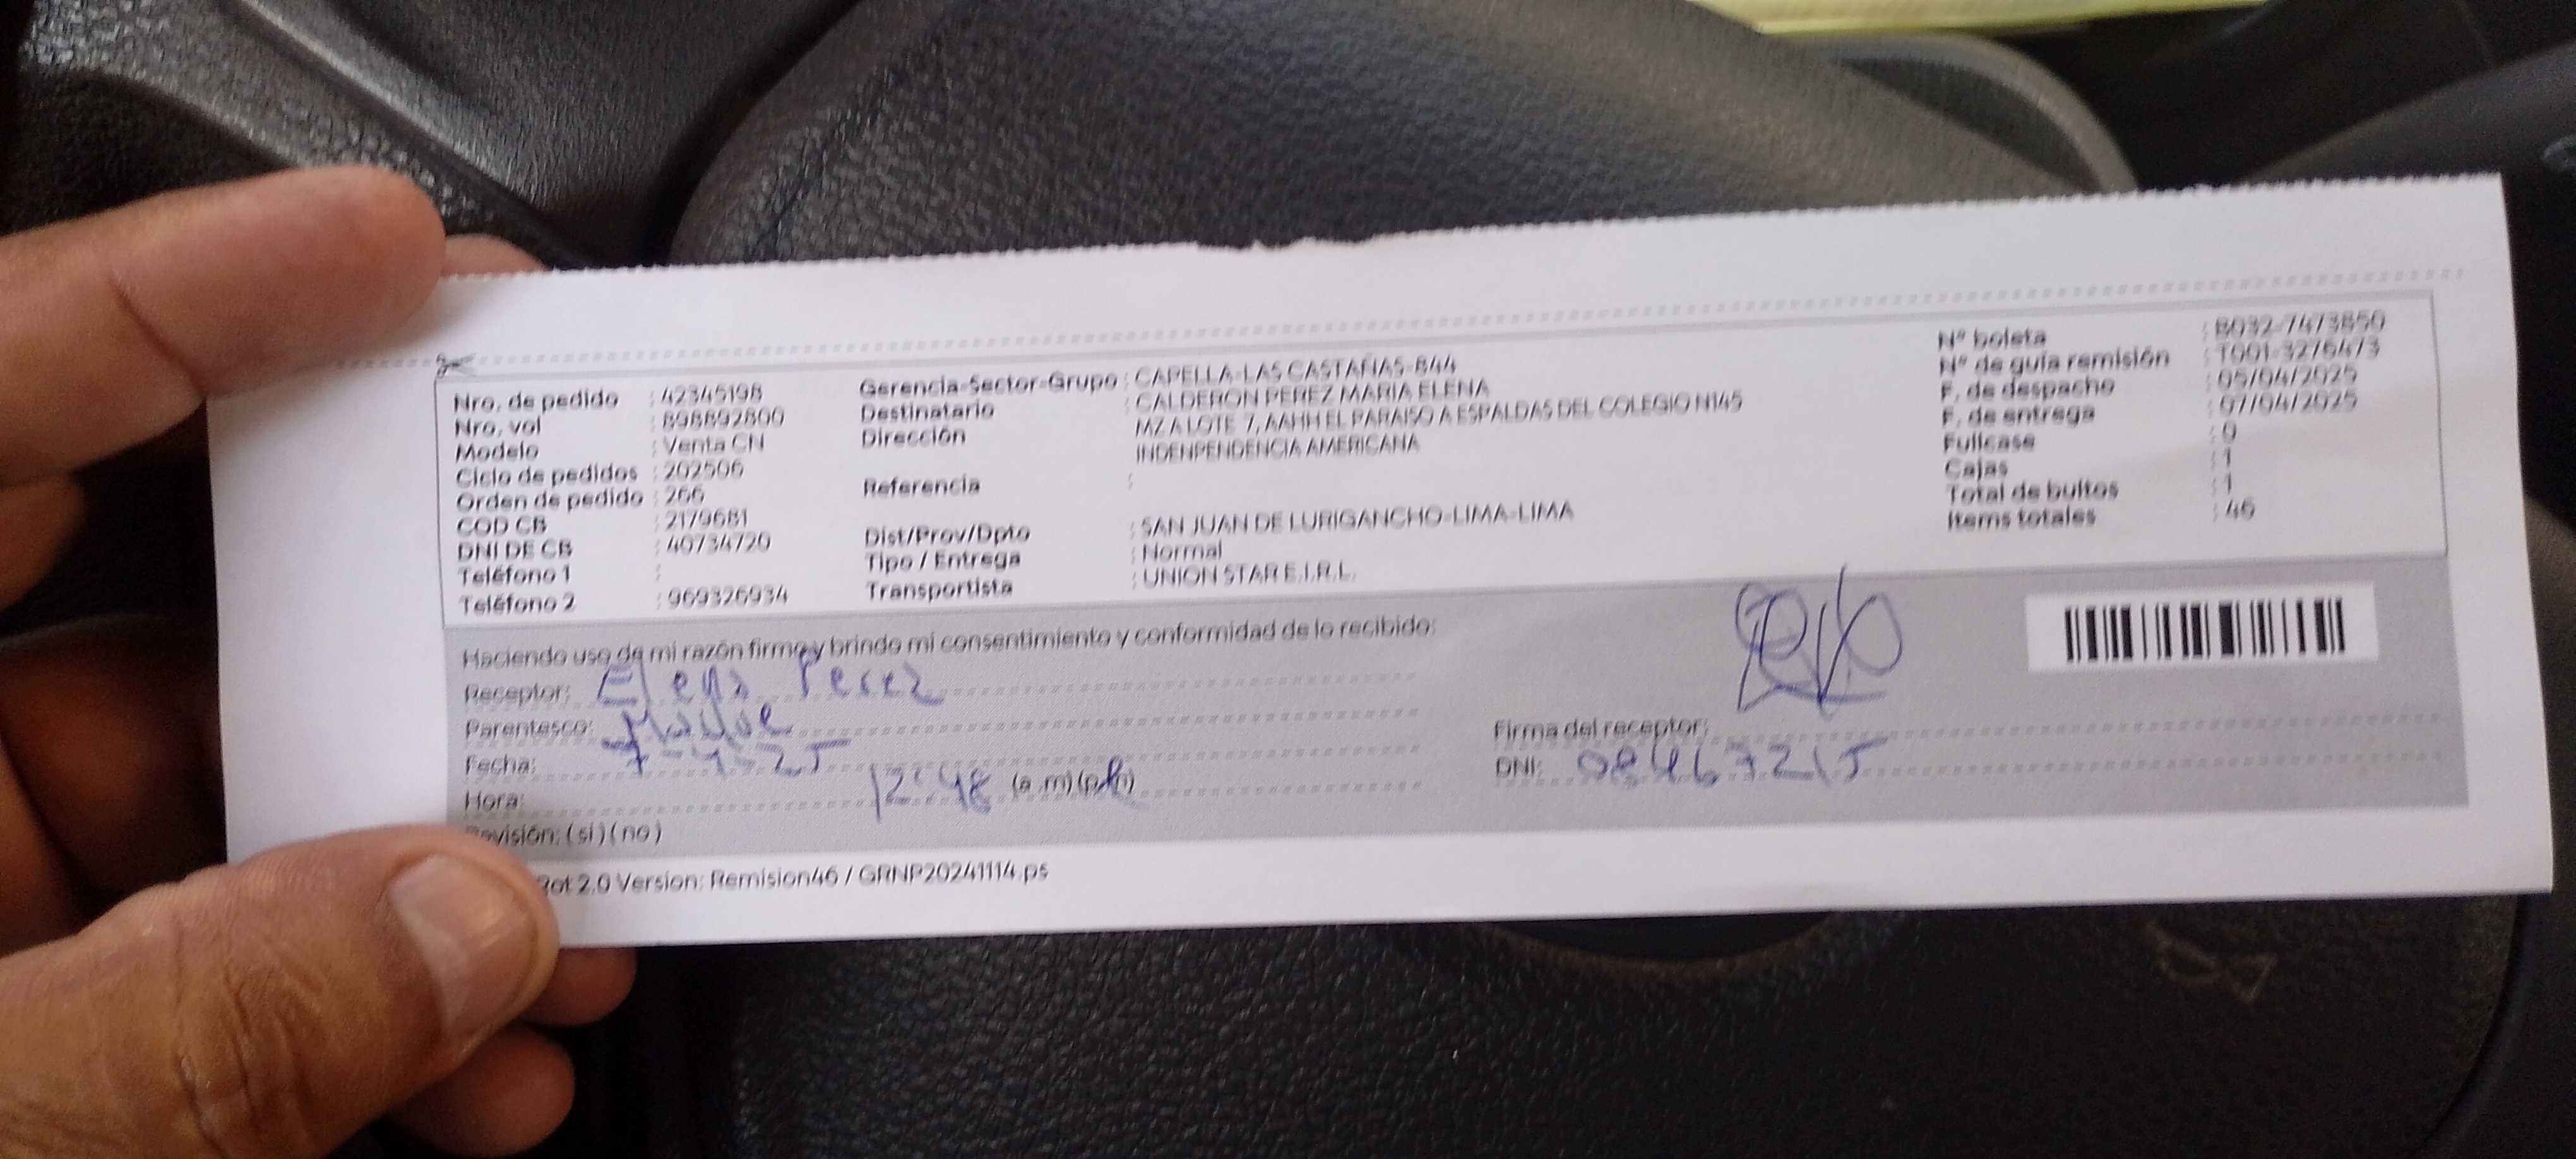 Nro. de pedido : 42345198
Nro. vol : 898892800
Modelo : Venta CN
Ciclo de pedidos : 202506
Orden de pedido : 266
COD CB : 2179681
DNI DE CB : 40734720
Teléfono 1 :
Teléfono 2 : 969326934
Gerencia-Sector-Grupo : CAPELLA-LAS CASTAÑAS-B44
Destinatario : CALDERON PEREZ MARIA ELENA
Dirección : MZ A LOTE 7, AAHH EL PARAISO A ESPALDAS DEL COLEGIO N145
INDENPENDENCIA AMERICANA
Referencia :
Dist/Prov/Dpto : SAN JUAN DE LURIGANCHO-LIMA-LIMA
Tipo / Entrega : Normal
Transportista : UNION STAR E.I.R.L.
N° boleta : B032-7473850
N° de guía remisión : T001-3276473
F. de despacho : 05/04/2025
F. de entrega : 07/04/2025
Fullcase : 0
Cajas : 1
Total de bultos : 1
Items totales : 46
Haciendo uso de mi razón firmo y brindo mi consentimiento y conformidad de lo recibido:
Receptor: Elena Perez
Parentesco: Madre
Fecha: 7-4-25
Hora: 12:48 (a.m) (p.m)
Revisión: (si) (no)
Firma del receptor:
DNI: 08467215
2.0 Version: Remision46 / GRNP20241114.ps